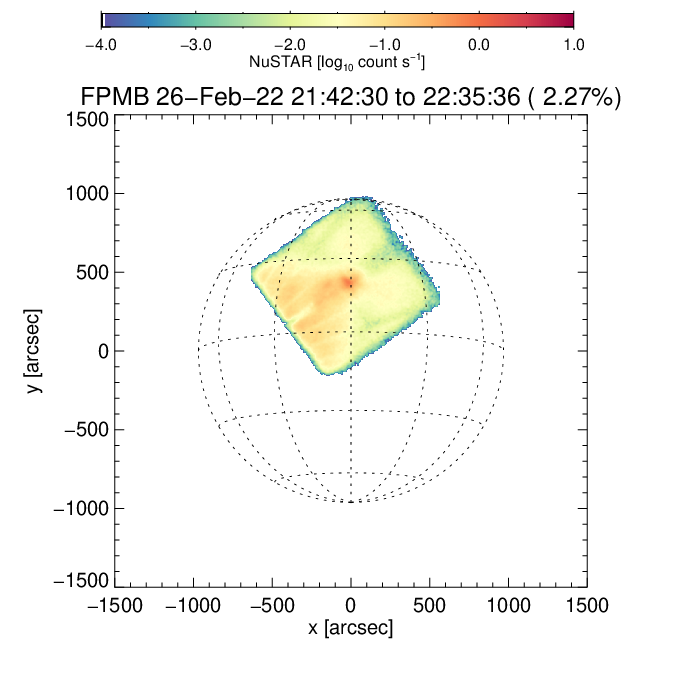 −4.0 −3.0 −2.0 −1.0 0.0 1.0
NuSTAR [log₁₀ count s⁻¹]
FPMB 26−Feb−22 21:42:30 to 22:35:36 ( 2.27%)
1500
1000
500
0
−500
−1000
−1500
y [arcsec]
−1500 −1000 −500 0 500 1000 1500
x [arcsec]